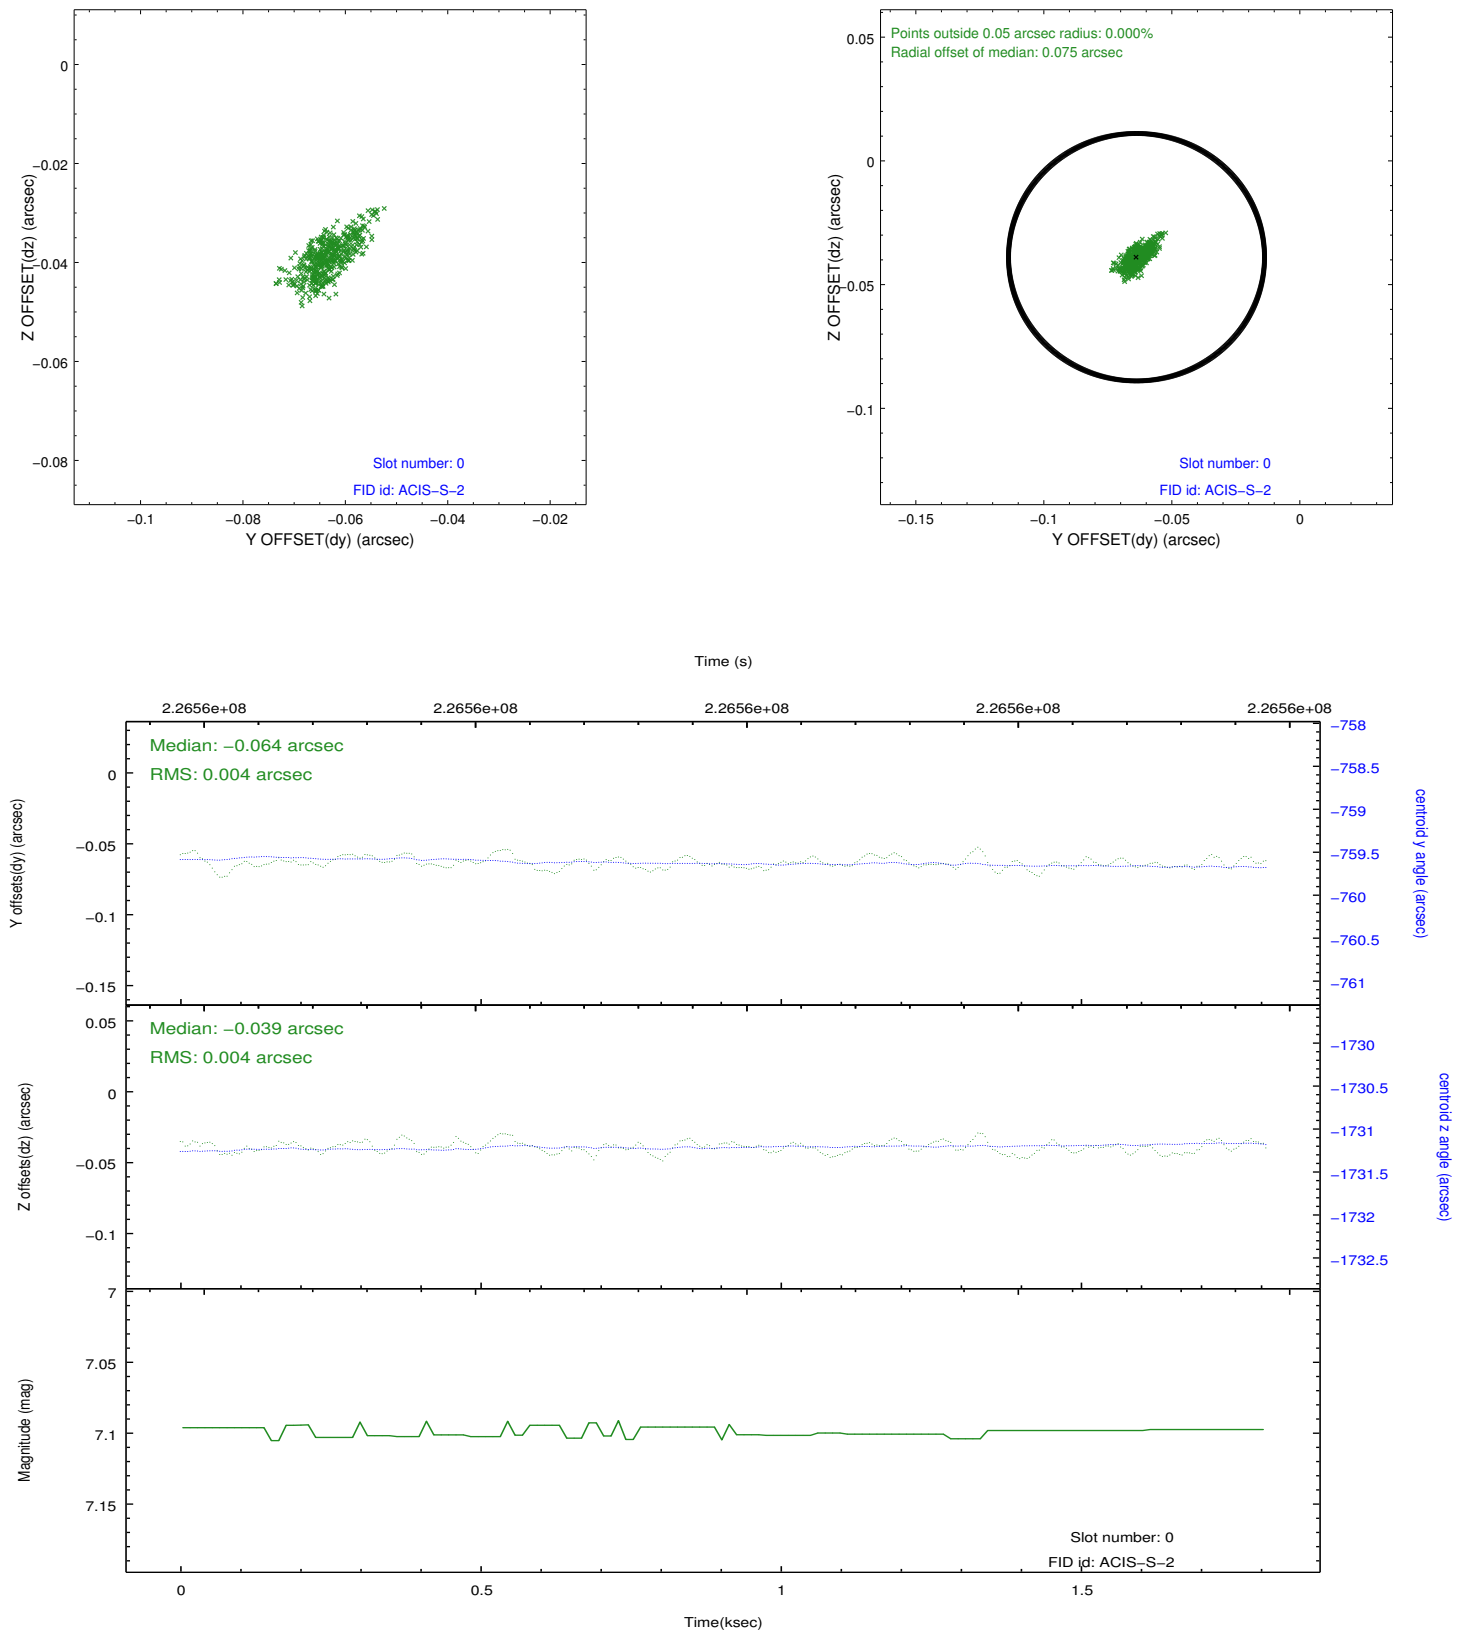 0
−0.02
−0.04
−0.06
−0.08
Z OFFSET(dz) (arcsec)
Slot number: 0
FID id: ACIS−S−2
−0.1
−0.08
−0.06
−0.04
−0.02
Y OFFSET(dy) (arcsec)
Points outside 0.05 arcsec radius: 0.000%
Radial offset of median: 0.075 arcsec
0.05
0
−0.05
−0.1
Z OFFSET(dz) (arcsec)
Slot number: 0
FID id: ACIS−S−2
−0.15
−0.1
−0.05
0
Y OFFSET(dy) (arcsec)
Time (s)
2.2656e+08
2.2656e+08
2.2656e+08
2.2656e+08
2.2656e+08
Median: −0.064 arcsec
RMS: 0.004 arcsec
0
−0.05
−0.1
−0.15
Y offsets(dy) (arcsec)
−758
−758.5
−759
−759.5
−760
−760.5
−761
centroid y angle (arcsec)
Median: −0.039 arcsec
RMS: 0.004 arcsec
0.05
0
−0.05
−0.1
Z offsets(dz) (arcsec)
−1730
−1730.5
−1731
−1731.5
−1732
−1732.5
centroid z angle (arcsec)
7
7.05
7.1
7.15
Magnitude (mag)
Slot number: 0
FID id: ACIS−S−2
0
0.5
1
1.5
Time(ksec)